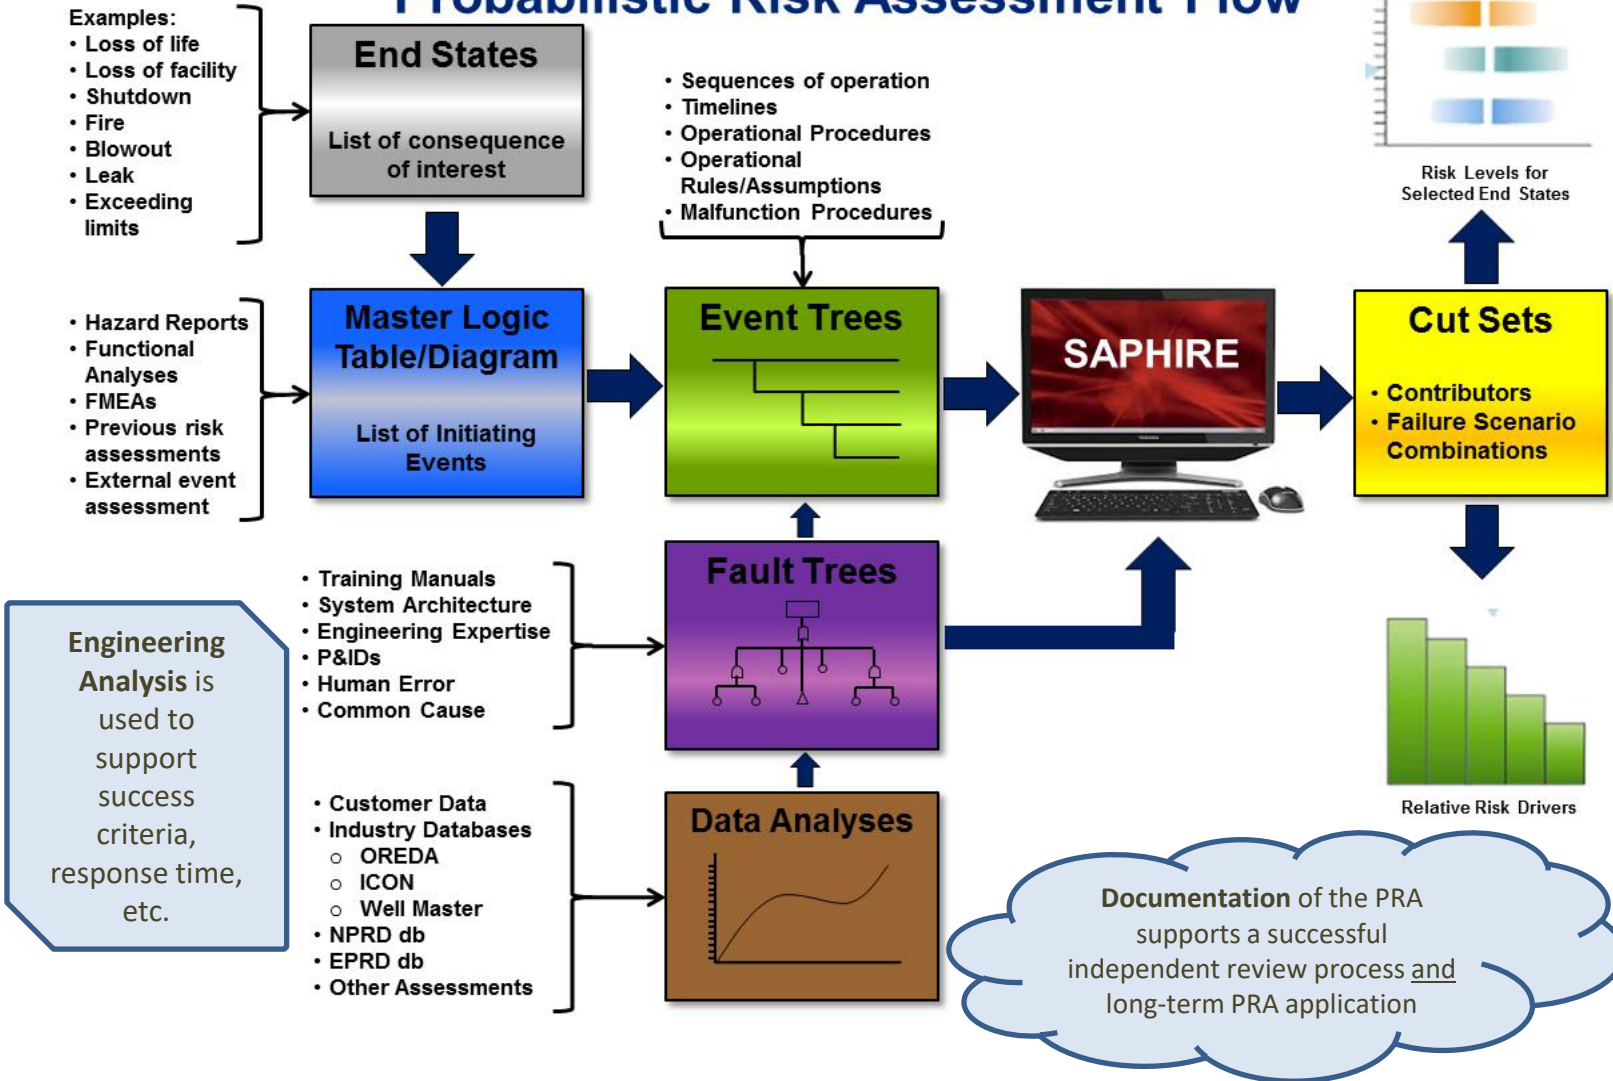 Probabilistic Risk Assessment Flow
Examples:
• Loss of life
• Loss of facility
• Shutdown
• Fire
• Blowout
• Leak
• Exceeding
limits
End States
List of consequence
of interest
• Sequences of operation
• Timelines
• Operational Procedures
• Operational
Rules/Assumptions
• Malfunction Procedures
Risk Levels for
Selected End States
• Hazard Reports
• Functional
Analyses
• FMEAs
• Previous risk
assessments
• External event
assessment
Master Logic
Table/Diagram
List of Initiating
Events
Event Trees
SAPHIRE
TOSHIBA
Cut Sets
• Contributors
• Failure Scenario
Combinations
• Training Manuals
• System Architecture
• Engineering Expertise
• P&IDs
• Human Error
• Common Cause
Fault Trees
Engineering
Analysis is
used to
support
success
criteria,
response time,
etc.
• Customer Data
• Industry Databases
o OREDA
o ICON
o Well Master
• NPRD db
• EPRD db
• Other Assessments
Data Analyses
Relative Risk Drivers
Documentation of the PRA
supports a successful
independent review process and
long-term PRA application